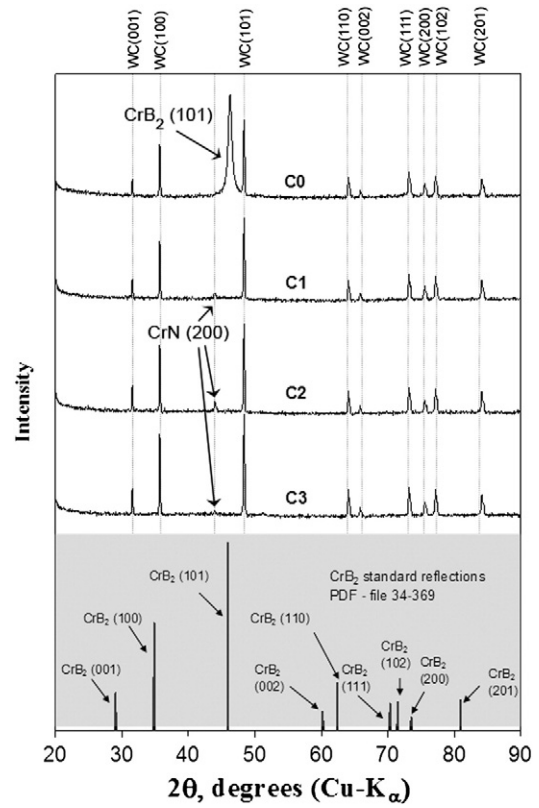 WC(001)
WC(100)
WC(101)
WC(110)
WC(002)
WC(111)
WC(200)
WC(102)
WC(201)
CrB₂ (101)
C0
C1
CrN (200)
C2
C3
Intensity
CrB₂ standard reflections
PDF - file 34-369
CrB₂ (101)
CrB₂ (100)
CrB₂ (110)
CrB₂ (001)
CrB₂
(002)
CrB₂
(111)
CrB₂
(102)
CrB₂
(200)
CrB₂
(201)
20 30 40 50 60 70 80 90
2θ, degrees (Cu-Kα)